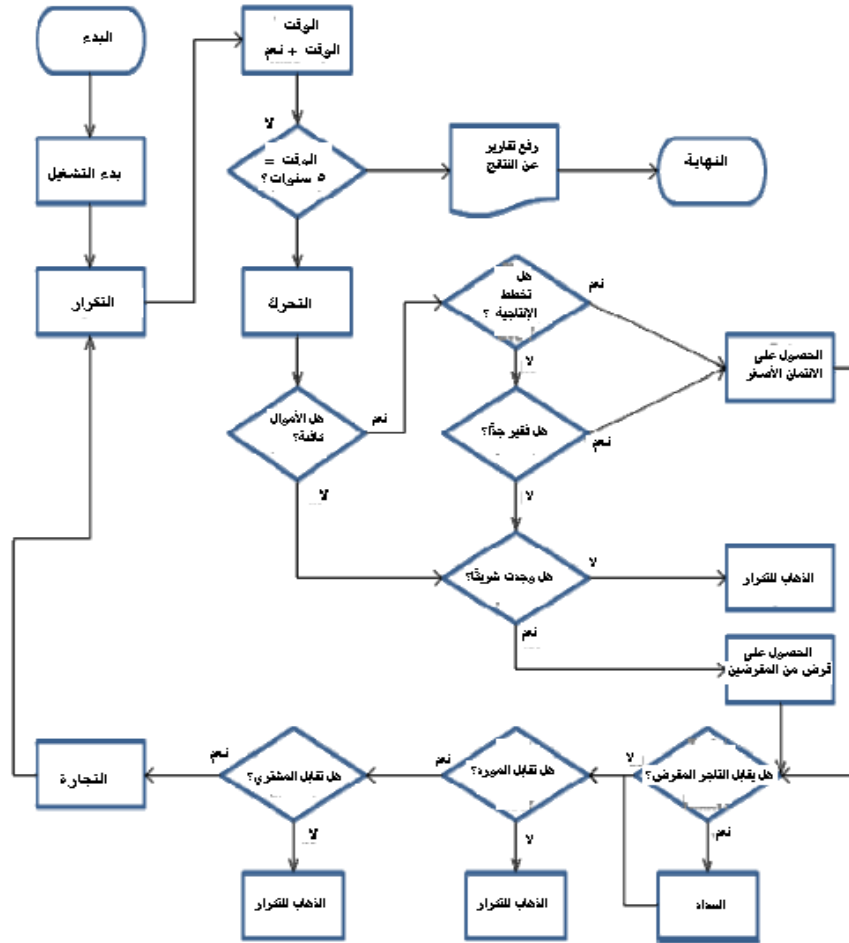 البدء
الوقت
الوقت + نعم
لا
بدء التشغيل
الوقت =
٥ سنوات؟
رفع تقارير
عن النتائج
النهاية
التكرار
التحرك
هل
تخطط
الإنتاجية ؟
نعم
لا
الحصول على
الائتمان الأصغر
هل الأموال
كافية؟
نعم
لا
هل فقير جدًا؟
نعم
لا
هل وجدت شريكًا؟
لا
نعم
الذهاب للتكرار
الحصول على
قرض من المقرضين
هل يقابل التاجر المقرض؟
لا
نعم
هل تقابل المورد؟
نعم
لا
هل تقابل المشتري؟
نعم
لا
التجارة
السداد
الذهاب للتكرار
الذهاب للتكرار